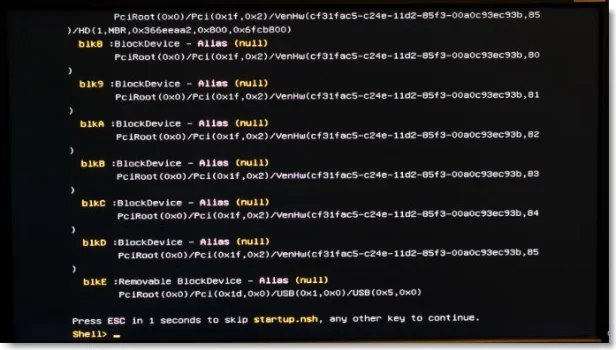 PciRoot(0x0)/Pci(0x1f,0x2)/VenHw(cf31fac5-c24e-11d2-85f3-00a0c93ec93b,85
)/HD(1,MBR,0x366eeaa2,0x800,0x6fcb800)
blk8 :BlockDevice - Alias (null)
PciRoot(0x0)/Pci(0x1f,0x2)/VenHw(cf31fac5-c24e-11d2-85f3-00a0c93ec93b,80
)
blk9 :BlockDevice - Alias (null)
PciRoot(0x0)/Pci(0x1f,0x2)/VenHw(cf31fac5-c24e-11d2-85f3-00a0c93ec93b,81
)
blkA :BlockDevice - Alias (null)
PciRoot(0x0)/Pci(0x1f,0x2)/VenHw(cf31fac5-c24e-11d2-85f3-00a0c93ec93b,82
)
blkB :BlockDevice - Alias (null)
PciRoot(0x0)/Pci(0x1f,0x2)/VenHw(cf31fac5-c24e-11d2-85f3-00a0c93ec93b,83
)
blkC :BlockDevice - Alias (null)
PciRoot(0x0)/Pci(0x1f,0x2)/VenHw(cf31fac5-c24e-11d2-85f3-00a0c93ec93b,84
)
blkD :BlockDevice - Alias (null)
PciRoot(0x0)/Pci(0x1f,0x2)/VenHw(cf31fac5-c24e-11d2-85f3-00a0c93ec93b,85
)
blkE :Removable BlockDevice - Alias (null)
PciRoot(0x0)/Pci(0x1d,0x0)/USB(0x1,0x0)/USB(0x5,0x0)
Press ESC in 1 seconds to skip startup.nsh, any other key to continue.
Shell> _